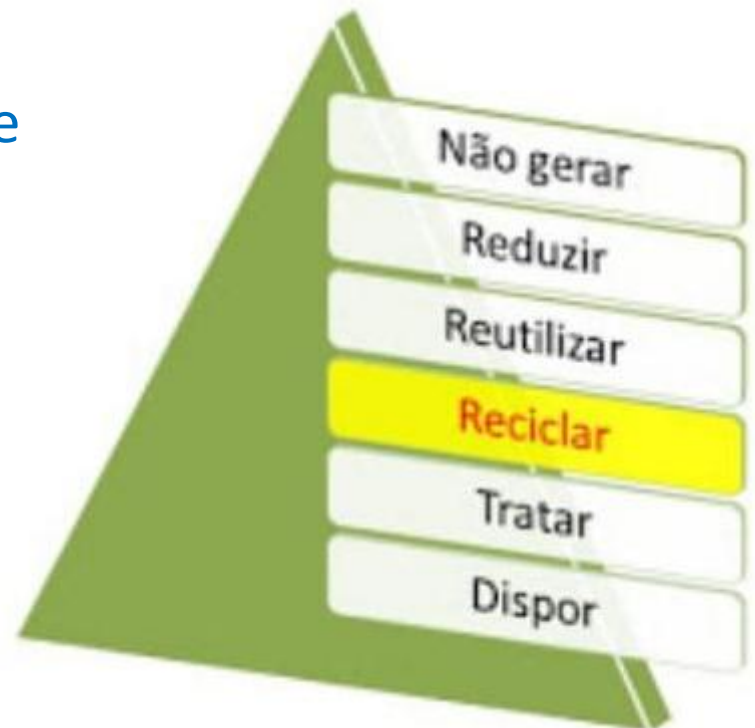 e
Não gerar
Reduzir
Reutilizar
Reciclar
Tratar
Dispor